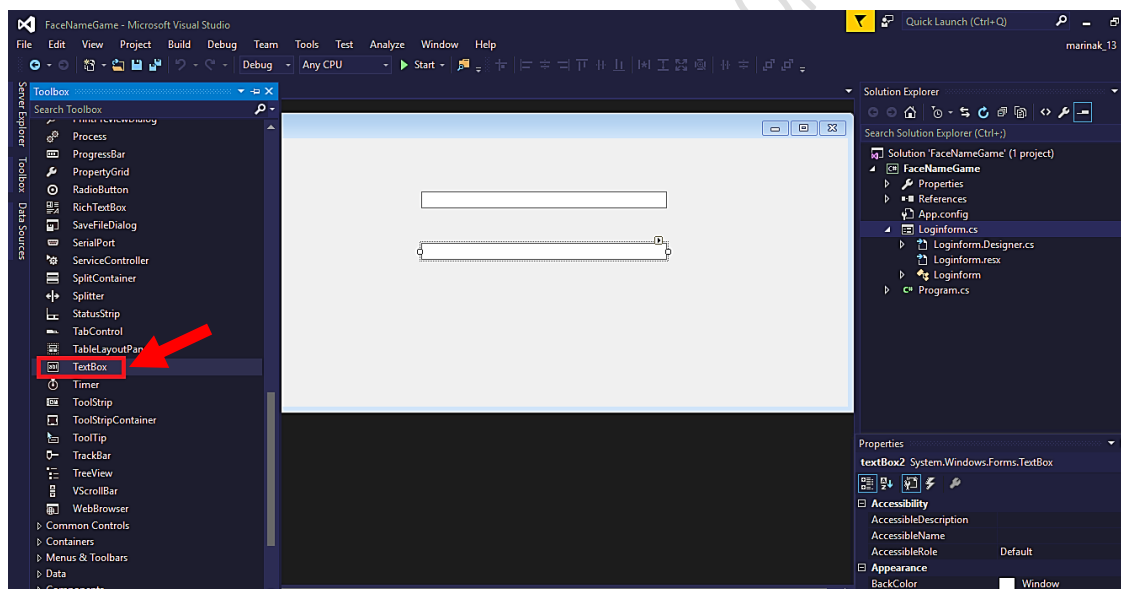 FaceNameGame - Microsoft Visual Studio
Quick Launch (Ctrl+Q)
File Edit View Project Build Debug Team Tools Test Analyze Window Help
marinak_13
Debug Any CPU Start
Server Explorer
Toolbox
Data Sources
Toolbox
Search Toolbox
PrintPreviewDialog
Process
ProgressBar
PropertyGrid
RadioButton
RichTextBox
SaveFileDialog
SerialPort
ServiceController
SplitContainer
Splitter
StatusStrip
TabControl
TableLayoutPan
TextBox
Timer
ToolStrip
ToolStripContainer
ToolTip
TrackBar
TreeView
VScrollBar
WebBrowser
Common Controls
Containers
Menus & Toolbars
Data
Components
Solution Explorer
Search Solution Explorer (Ctrl+;)
Solution 'FaceNameGame' (1 project)
C# FaceNameGame
Properties
References
App.config
Loginform.cs
Loginform.Designer.cs
Loginform.resx
Loginform
C# Program.cs
Properties
textBox2 System.Windows.Forms.TextBox
Accessibility
AccessibleDescription
AccessibleName
AccessibleRole Default
Appearance
BackColor Window